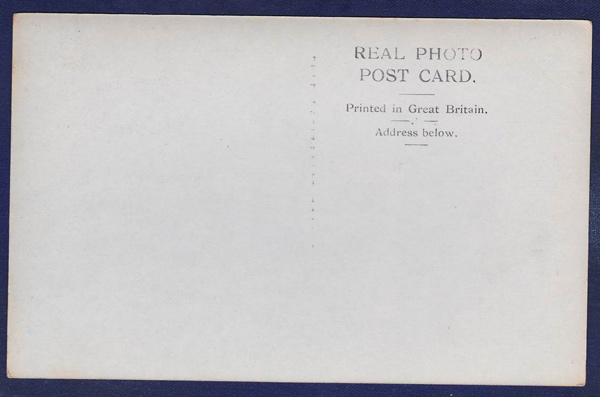 REAL PHOTO
POST CARD.
Printed in Great Britain.
Address below.